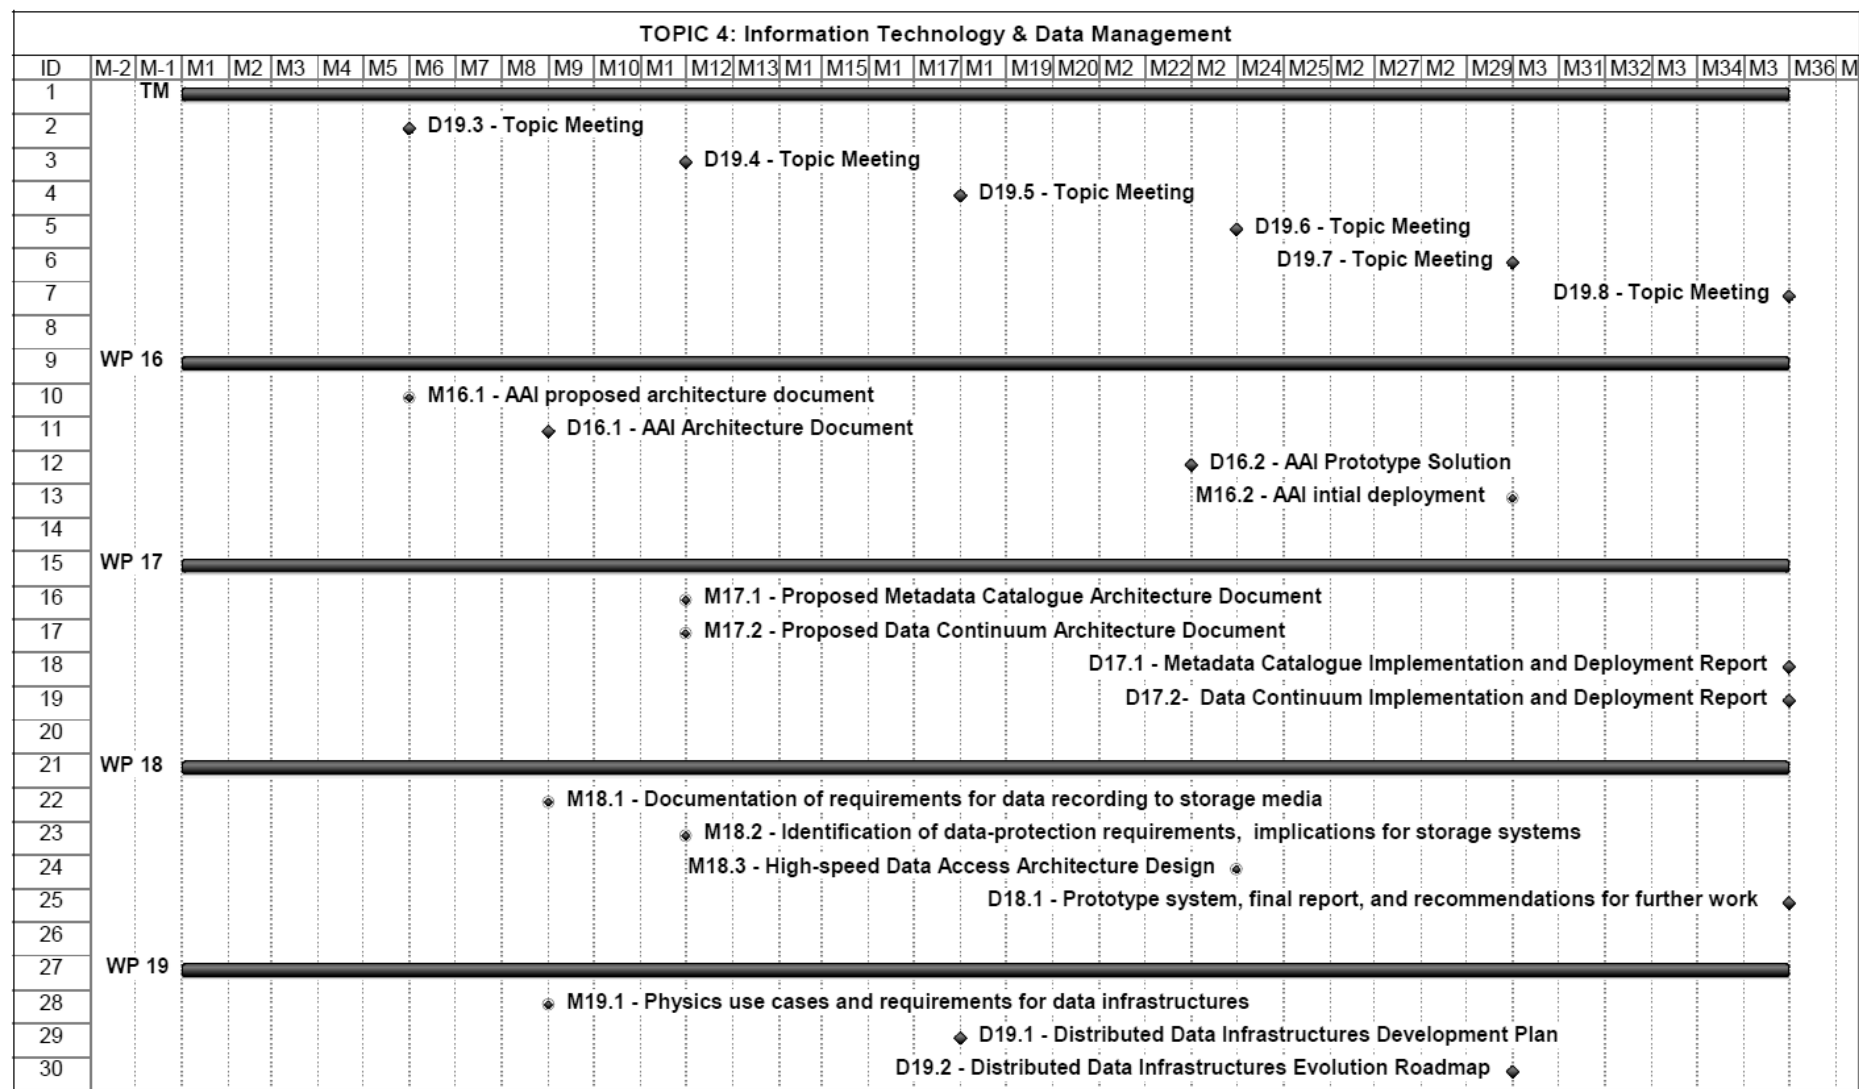 TOPIC 4: Information Technology & Data Management
ID M-2 M-1 M1 M2 M3 M4 M5 M6 M7 M8 M9 M10 M1 M12 M13 M1 M15 M1 M17 M1 M19 M20 M2 M22 M2 M24 M25 M2 M27 M2 M29 M3 M31 M32 M3 M34 M3 M36 M
1 TM
2 D19.3 - Topic Meeting
3 D19.4 - Topic Meeting
4 D19.5 - Topic Meeting
5 D19.6 - Topic Meeting
6 D19.7 - Topic Meeting
7 D19.8 - Topic Meeting
8
9 WP 16
10 M16.1 - AAI proposed architecture document
11 D16.1 - AAI Architecture Document
12 D16.2 - AAI Prototype Solution
13 M16.2 - AAI intial deployment
14
15 WP 17
16 M17.1 - Proposed Metadata Catalogue Architecture Document
17 M17.2 - Proposed Data Continuum Architecture Document
18 D17.1 - Metadata Catalogue Implementation and Deployment Report
19 D17.2- Data Continuum Implementation and Deployment Report
20
21 WP 18
22 M18.1 - Documentation of requirements for data recording to storage media
23 M18.2 - Identification of data-protection requirements, implications for storage systems
24 M18.3 - High-speed Data Access Architecture Design
25 D18.1 - Prototype system, final report, and recommendations for further work
26
27 WP 19
28 M19.1 - Physics use cases and requirements for data infrastructures
29 D19.1 - Distributed Data Infrastructures Development Plan
30 D19.2 - Distributed Data Infrastructures Evolution Roadmap